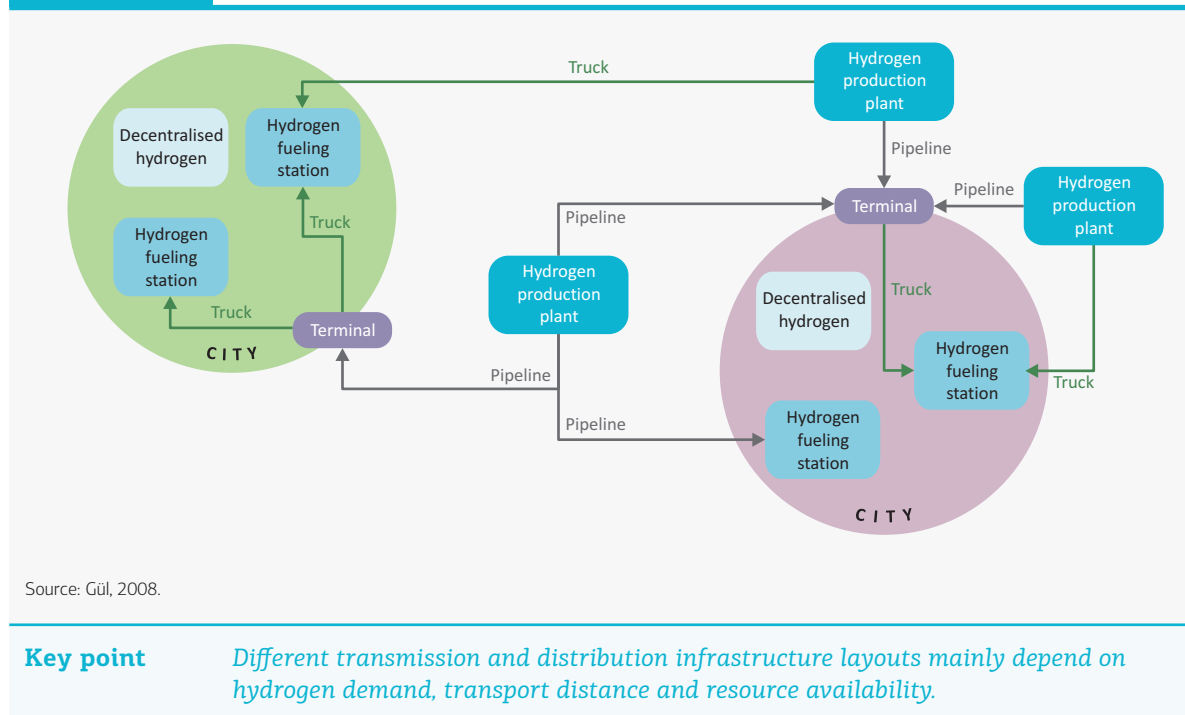 Truck
Hydrogen
production
plant
Decentralised
hydrogen
Hydrogen
fueling
station
Pipeline
Pipeline
Hydrogen
production
plant
Terminal
Truck
Pipeline
Hydrogen
fueling
station
Hydrogen
production
plant
Decentralised
hydrogen
Truck
Truck
Terminal
CITY
Hydrogen
fueling
station
Pipeline
Truck
Pipeline
Hydrogen
fueling
station
CITY
Source: Gül, 2008.
Key point
Different transmission and distribution infrastructure layouts mainly depend on
hydrogen demand, transport distance and resource availability.